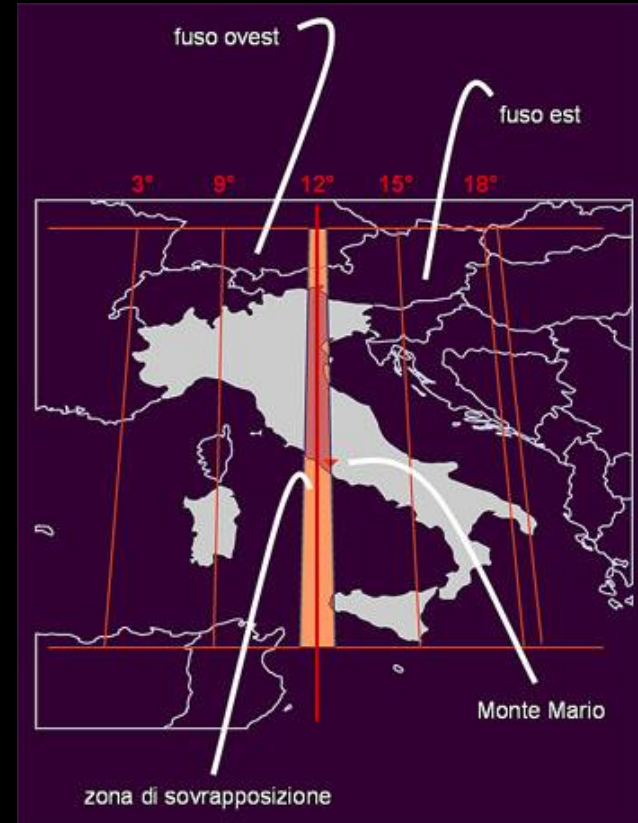 fuso ovest
fuso est
3° 9° 12° 15° 18°
Monte Mario
zona di sovrapposizione